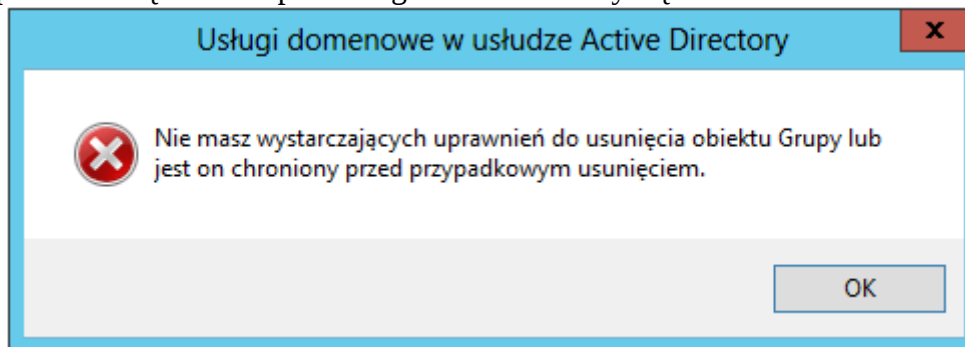 Usługi domenowe w usłudze Active Directory
x
Nie masz wystarczających uprawnień do usunięcia obiektu Grupy lub
jest on chroniony przed przypadkowym usunięciem.
OK